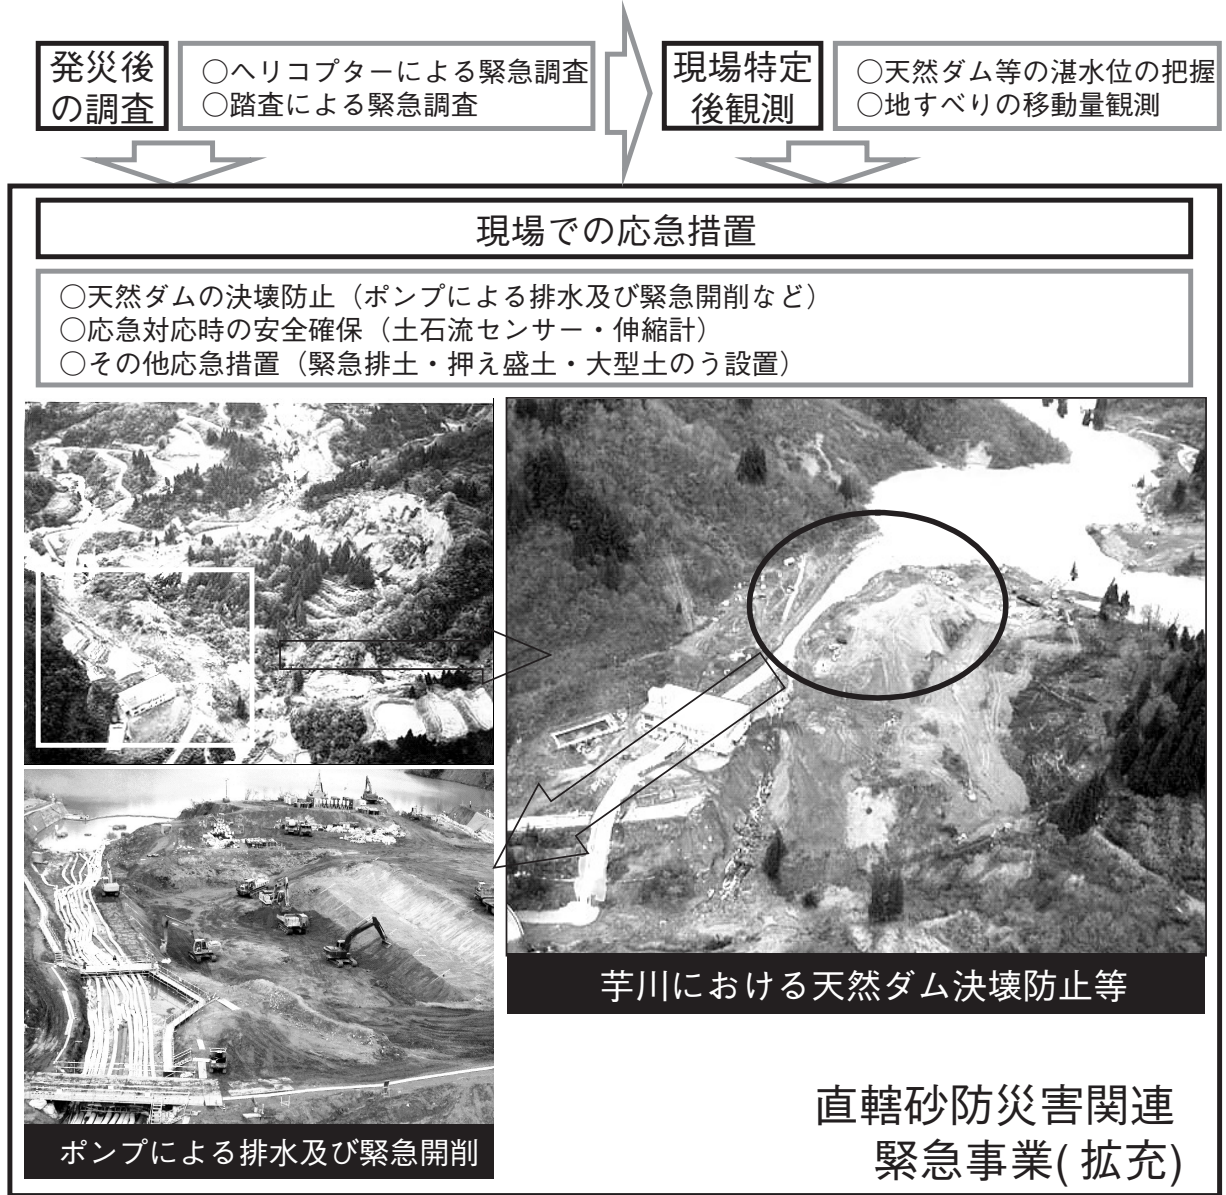 発災後
の調査
○ヘリコプターによる緊急調査
○踏査による緊急調査
現場特定
後観測
○天然ダム等の湛水位の把握
○地すべりの移動量観測
現場での応急措置
○天然ダムの決壊防止（ポンプによる排水及び緊急開削など）
○応急対応時の安全確保（土石流センサー・伸縮計）
○その他応急措置（緊急排土・押え盛土・大型土のう設置）
芋川における天然ダム決壊防止等
ポンプによる排水及び緊急開削
直轄砂防災害関連
緊急事業( 拡充)